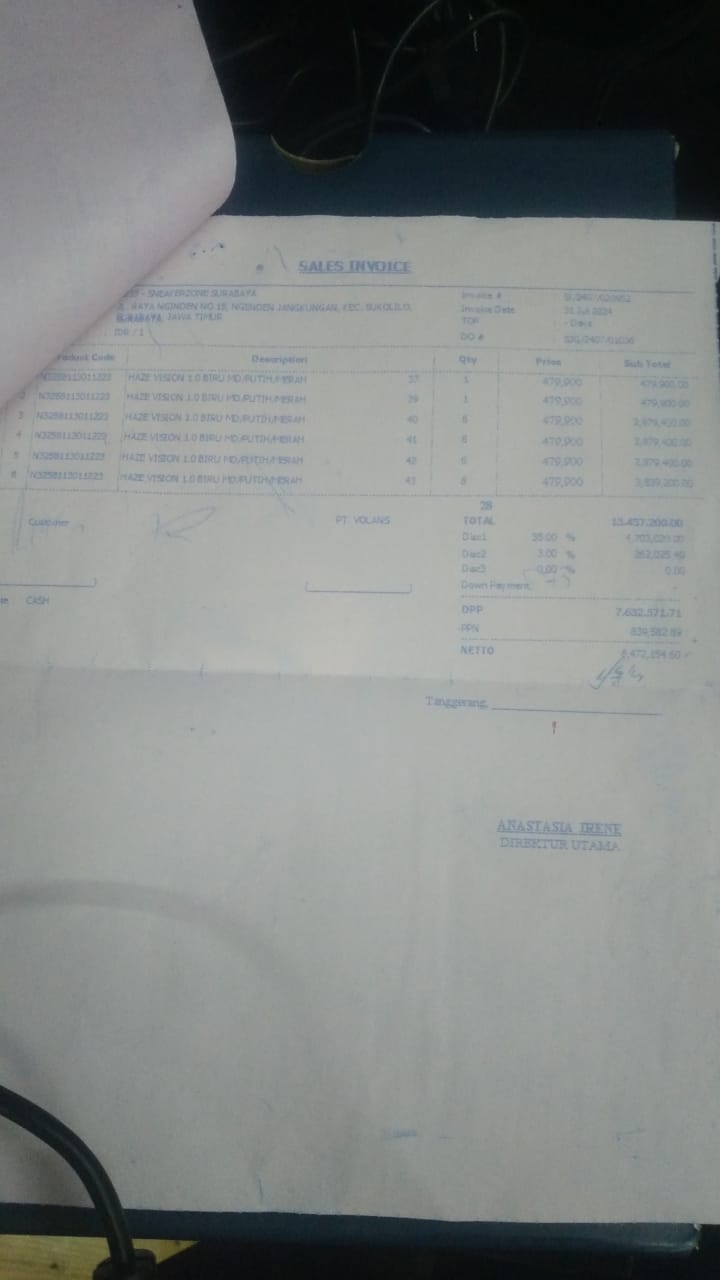 SALES INVOICE
- SNEAKERZONE SURABAYA
RAYA NGINDEN NO 15, NGINDEN JANGKUNGAN, KEC. SUKOLILO,
SURABAYA, JAWA TIMUR
IDR / 1
Invoice #
Invoice Date 31 Jul 2024
TOP - Days
DO #
Product Code Description Qty Price Sub Total
N3258113011223 HAZE VISION 1.0 BIRU MD/PUTIH/MERAH 37 1 479,900 479,900.00
2 N3258113011223 HAZE VISION 1.0 BIRU MD/PUTIH/MERAH 39 1 479,900 479,900.00
3 N3258113011223 HAZE VISION 1.0 BIRU MD/PUTIH/MERAH 40 6 479,900 2,879,400.00
4 N3258113011223 HAZE VISION 1.0 BIRU MD/PUTIH/MERAH 41 6 479,900 2,879,400.00
5 N3258113011223 HAZE VISION 1.0 BIRU MD/PUTIH/MERAH 42 6 479,900 2,879,400.00
6 N3258113011223 HAZE VISION 1.0 BIRU MD/PUTIH/MERAH 43 8 479,900 3,839,200.00
28
Customer PT VOLANS
TOTAL 13.437.200.00
Disc1 35.00 % 4,703,020.00
Disc2 3.00 % 262,025.40
Disc3 0.00 % 0.00
Down Payment
CASH
DPP 7.632.571.71
PPN 839,582.89
NETTO 8,472,154.60
Tanggerang,
ANASTASIA IRENE
DIREKTUR UTAMA